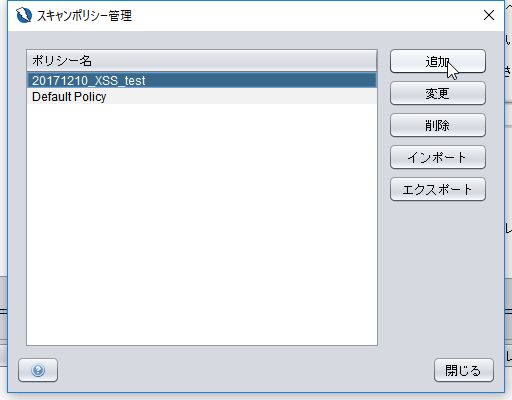 スキャンポリシー管理
ポリシー名
20171210_XSS_test
Default Policy
追加
変更
削除
インポート
エクスポート
閉じる